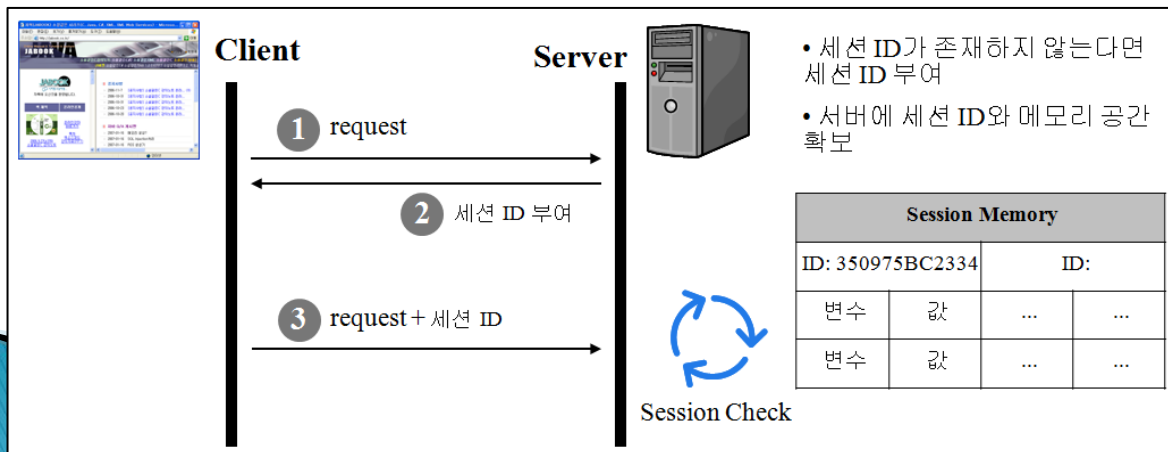 JABOOK
Client
Server
• 세션 ID가 존재하지 않는다면
세션 ID 부여
• 서버에 세션 ID와 메모리 공간
확보
1 request
2 세션 ID 부여
3 request + 세션 ID
Session Check
Session Memory
ID: 350975BC2334 ID:
변수 값 ... ...
변수 값 ... ...